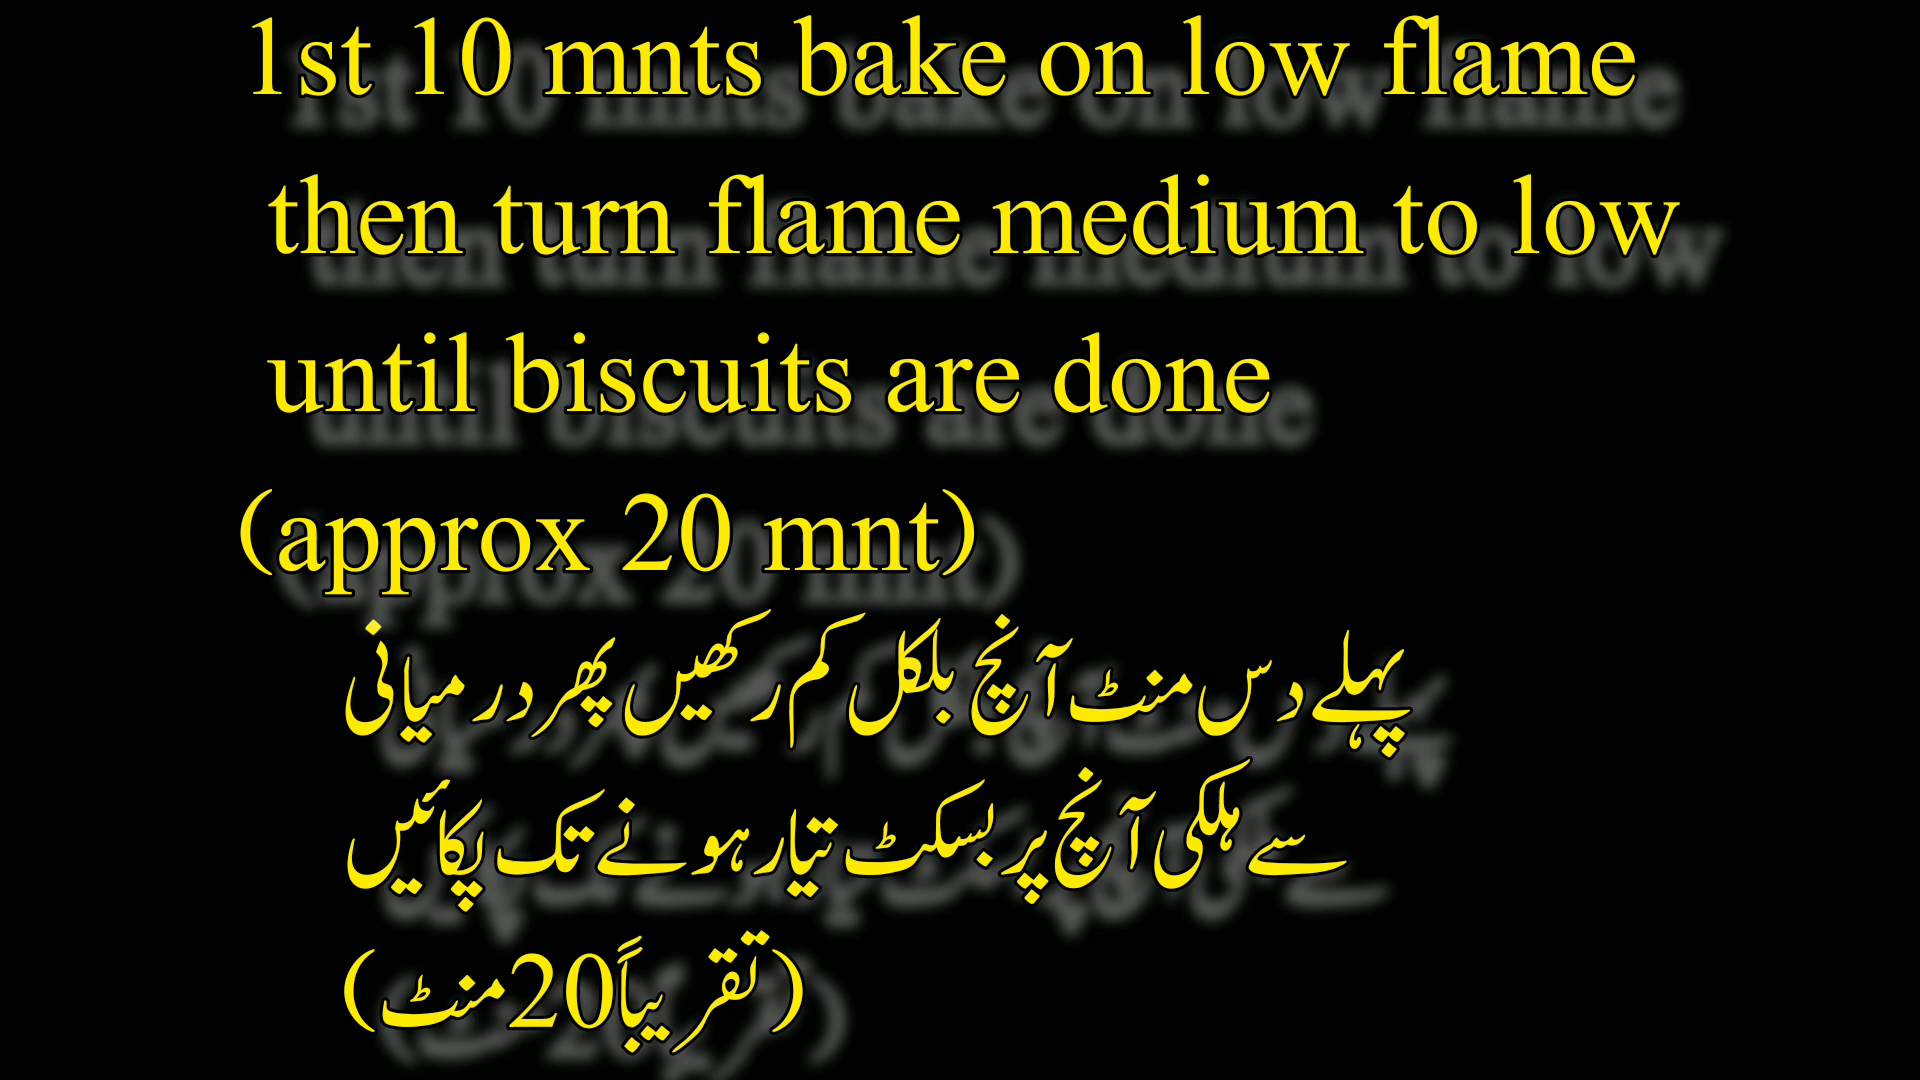 1st 10 mnts bake on low flame
then turn flame medium to low
until biscuits are done
(approx 20 mnt)
پہلے دس منٹ آنچ بلکل کم رکھیں پھر درمیانی
سے ہلکی آنچ پر بسکٹ تیار ہونے تک پکائیں
(تقریباً20منٹ)